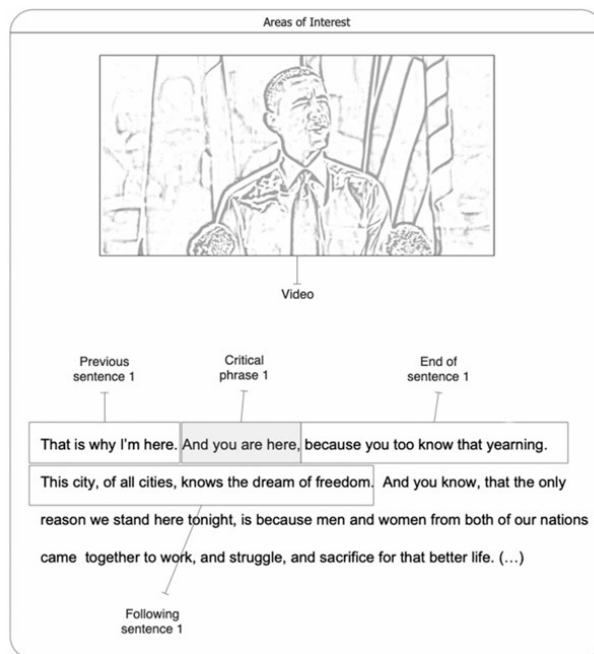 Areas of Interest
Video
Previous
sentence 1
Critical
phrase 1
End of
sentence 1
That is why I'm here. And you are here, because you too know that yearning.
This city, of all cities, knows the dream of freedom. And you know, that the only
reason we stand here tonight, is because men and women from both of our nations
came together to work, and struggle, and sacrifice for that better life. (...)
Following
sentence 1